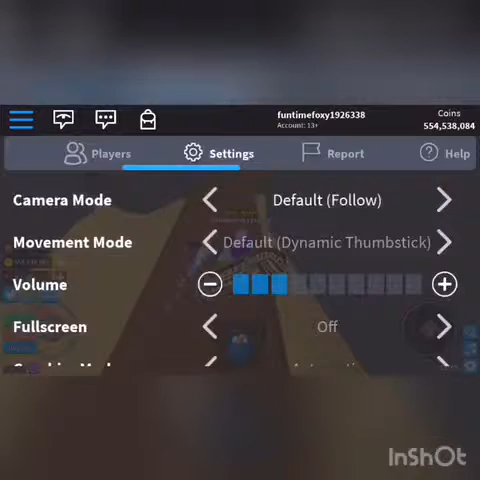 funtimefoxy1926338
Account: 13+
Coins
554,538,084
Players
Settings
Report
Help
Camera Mode
Default (Follow)
Movement Mode
Default (Dynamic Thumbstick)
Volume
Fullscreen
Off
InShOt